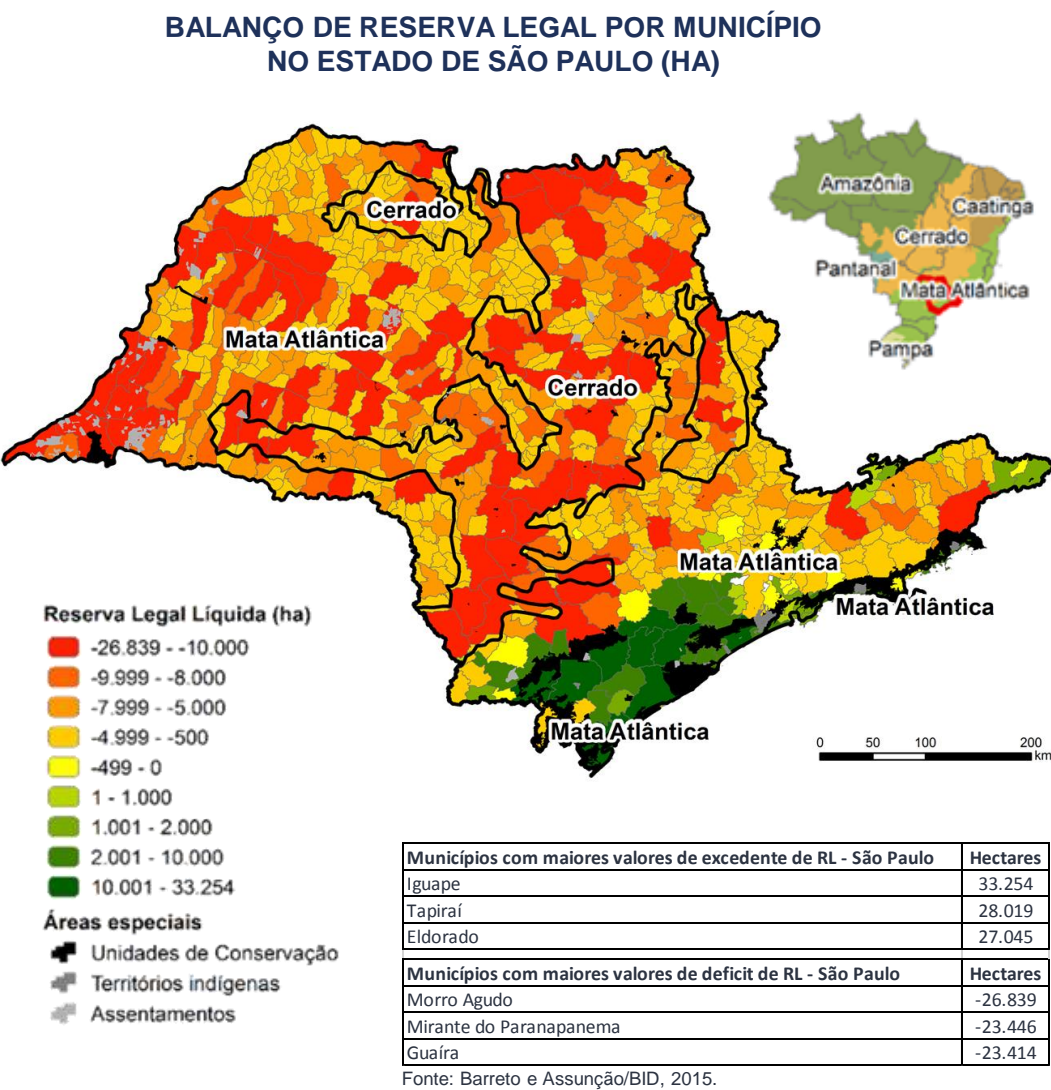 BALANÇO DE RESERVA LEGAL POR MUNICÍPIO
NO ESTADO DE SÃO PAULO (HA)
Amazônia
Caatinga
Cerrado
Pantanal
Mata Atlântica
Pampa
Cerrado
Mata Atlântica
Cerrado
Mata Atlântica
Mata Atlântica
Mata Atlântica
0 50 100 200
km
Reserva Legal Líquida (ha)
-26.839 - -10.000
-9.999 - -8.000
-7.999 - -5.000
-4.999 - -500
-499 - 0
1 - 1.000
1.001 - 2.000
2.001 - 10.000
10.001 - 33.254
Áreas especiais
Unidades de Conservação
Territórios indígenas
Assentamentos
Municípios com maiores valores de excedente de RL - São Paulo Hectares
Iguape 33.254
Tapiraí 28.019
Eldorado 27.045
Municípios com maiores valores de deficit de RL - São Paulo Hectares
Morro Agudo -26.839
Mirante do Paranapanema -23.446
Guaíra -23.414
Fonte: Barreto e Assunção/BID, 2015.